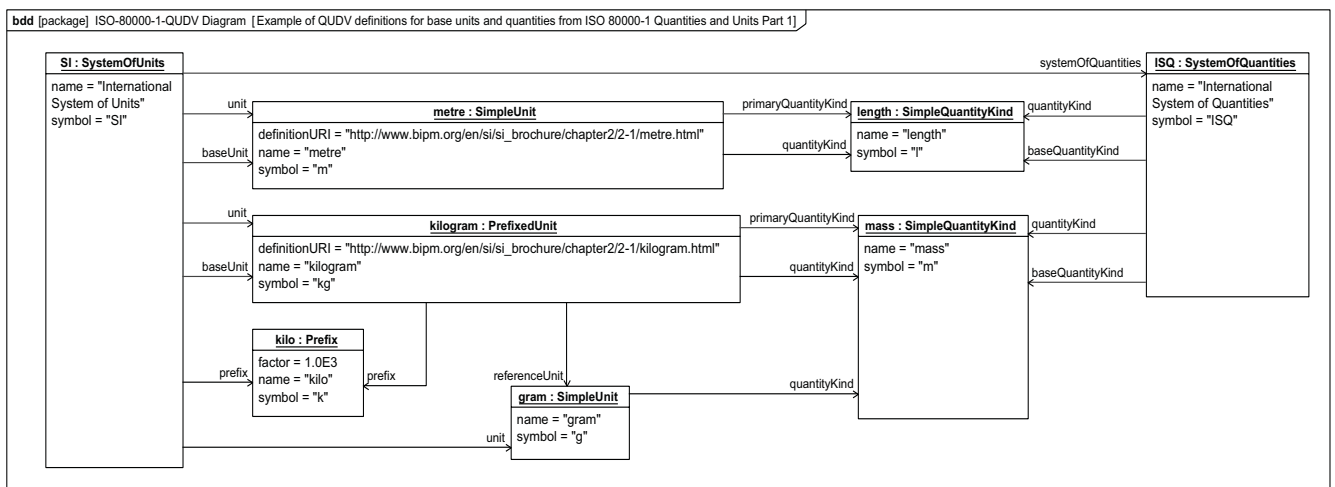 bdd [package] ISO-80000-1-QUDV Diagram [Example of QUDV definitions for base units and quantities from ISO 80000-1 Quantities and Units Part 1]
SI : SystemOfUnits
name = "International
System of Units"
symbol = "SI"
systemOfQuantities
ISQ : SystemOfQuantities
name = "International
System of Quantities"
symbol = "ISQ"
unit
baseUnit
metre : SimpleUnit
definitionURI = "http://www.bipm.org/en/si/si_brochure/chapter2/2-1/metre.html"
name = "metre"
symbol = "m"
primaryQuantityKind
quantityKind
length : SimpleQuantityKind
name = "length"
symbol = "l"
quantityKind
baseQuantityKind
unit
baseUnit
kilogram : PrefixedUnit
definitionURI = "http://www.bipm.org/en/si/si_brochure/chapter2/2-1/kilogram.html"
name = "kilogram"
symbol = "kg"
primaryQuantityKind
quantityKind
mass : SimpleQuantityKind
name = "mass"
symbol = "m"
quantityKind
baseQuantityKind
prefix
kilo : Prefix
factor = 1.0E3
name = "kilo"
symbol = "k"
prefix
referenceUnit
quantityKind
unit
gram : SimpleUnit
name = "gram"
symbol = "g"